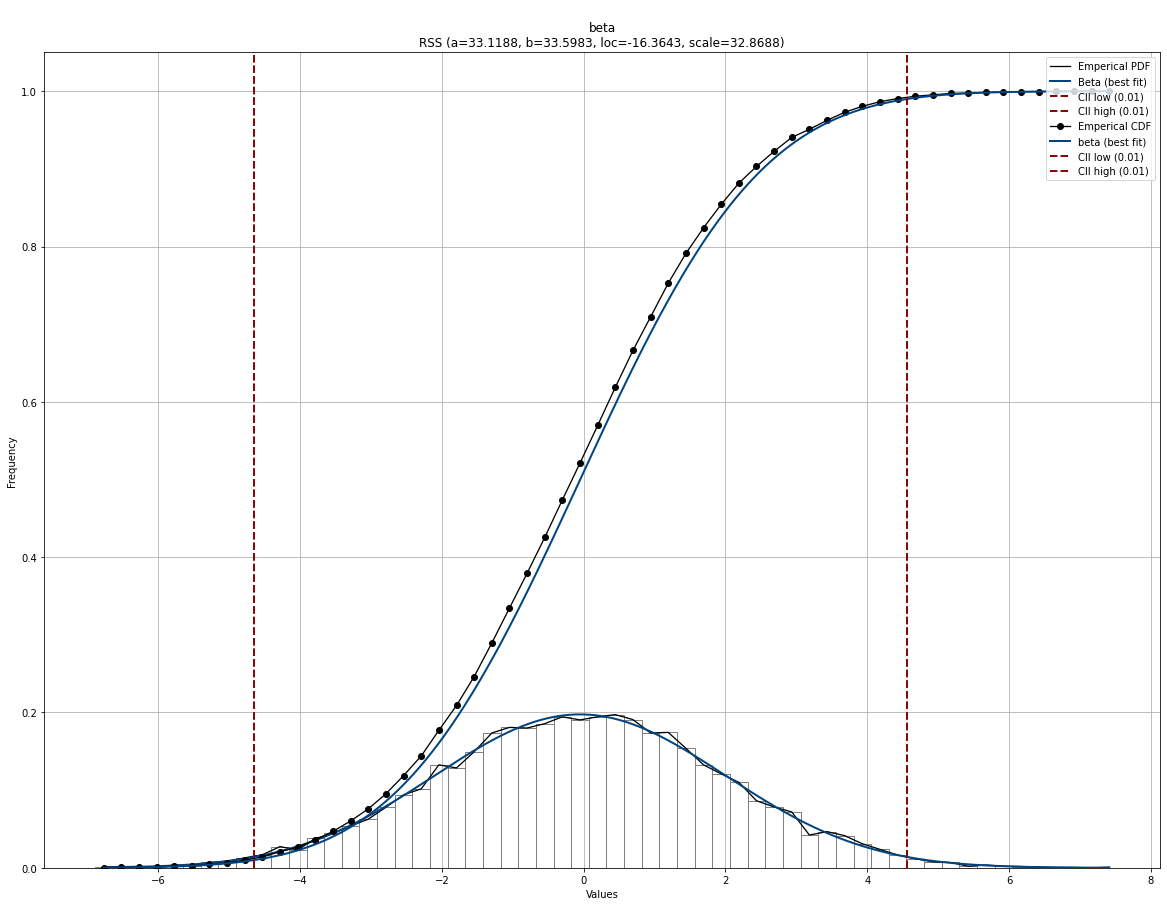 beta
RSS (a=33.1188, b=33.5983, loc=-16.3643, scale=32.8688)
Emperical PDF
Beta (best fit)
CII low (0.01)
CII high (0.01)
Emperical CDF
beta (best fit)
CII low (0.01)
CII high (0.01)
1.0
0.8
0.6
0.4
0.2
0.0
Frequency
−6
−4
−2
0
2
4
6
8
Values